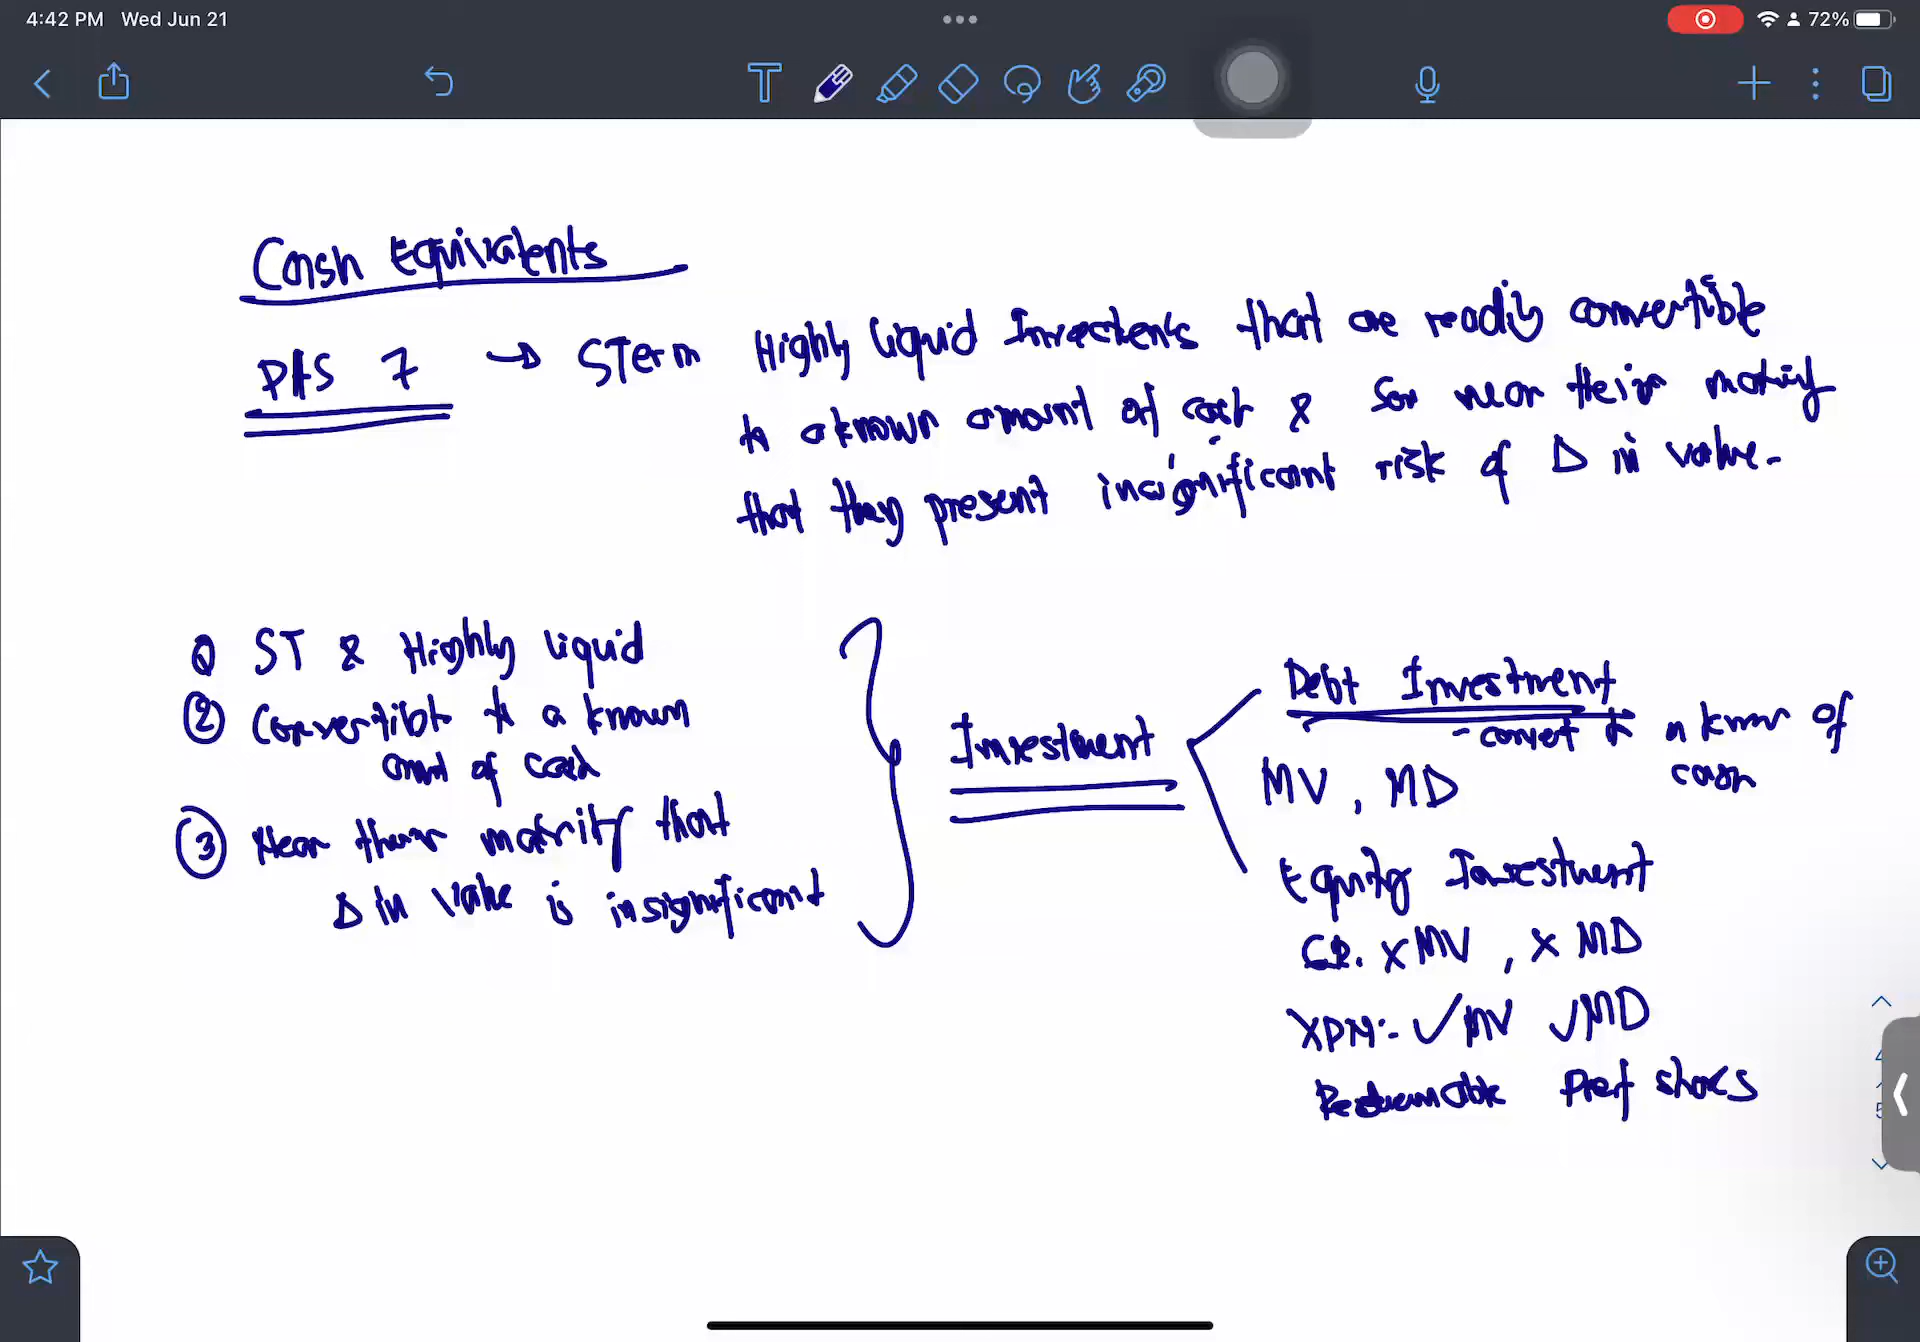 4:42 PM Wed Jun 21
72%
Cash Equivalents
PAS 7 → STerm Highly liquid Investments that are readily convertible
to a known amount of cash & so near their maturity
that they present insignificant risk of Δ in value.
① ST & Highly liquid
② Convertible to a known
amt of cash
③ Near their maturity that
Δ in value is insignificant
Investment
Debt Investment
- convert to a known of
cash
MV, MD
Equity Investment
x MV, x MD
✓MV ✓MD
Redeemable Pref shares